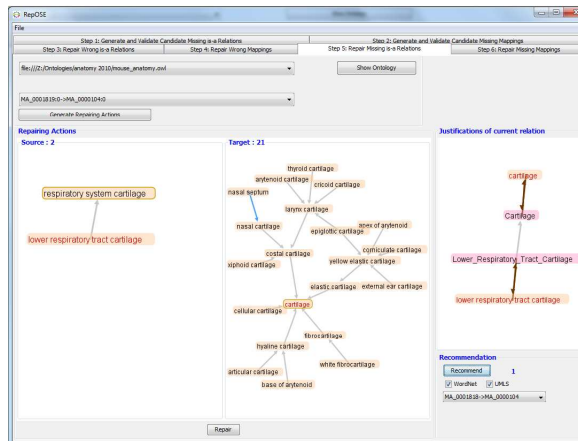 RepOSE
File
Step 1: Generate and Validate Candidate Missing is-a Relations
Step 2: Generate and Validate Candidate Missing Mappings
Step 3: Repair Wrong is-a Relations
Step 4: Repair Wrong Mappings
Step 5: Repair Missing is-a Relations
Step 6: Repair Missing Mappings
file:///Z:/Ontologies/anatomy 2010/mouse_anatomy.owl
Show Ontology
MA_0001819:0->MA_0000104:0
Generate Repairing Actions
Repairing Actions
Source : 2
respiratory system cartilage
lower respiratory tract cartilage
Target : 21
thyroid cartilage
arytenoid cartilage
cricoid cartilage
nasal septum
larynx cartilage
nasal cartilage
apex of arytenoid
epiglottic cartilage
costal cartilage
corniculate cartilage
xiphoid cartilage
yellow elastic cartilage
elastic cartilage
external ear cartilage
cartilage
cellular cartilage
fibrocartilage
hyaline cartilage
white fibrocartilage
articular cartilage
base of arytenoid
Justifications of current relation
cartilage
Cartilage
Lower_Respiratory_Tract_Cartilage
lower respiratory tract cartilage
Recommendation
Recommend
1
WordNet
UMLS
MA_0001818->MA_0000104
Repair